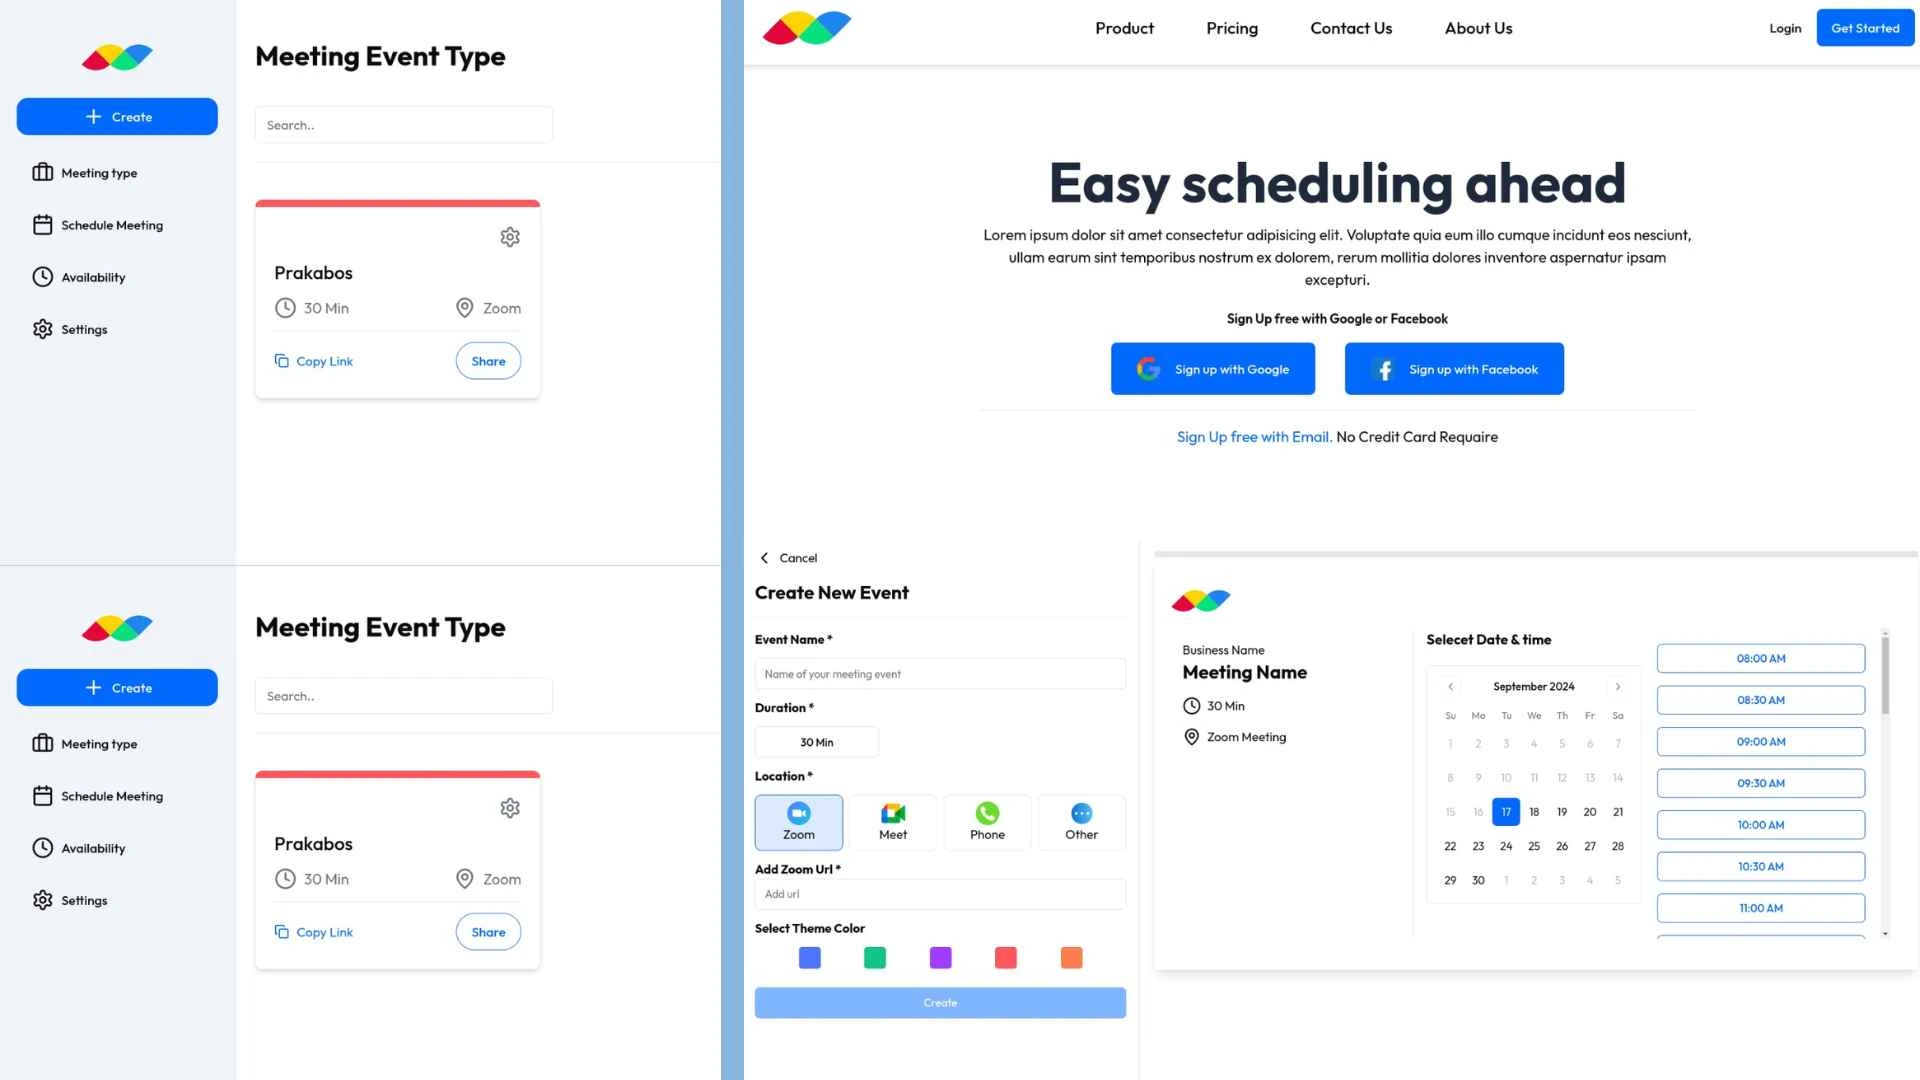 Meeting Event Type
Create
Search..
Meeting type
Schedule Meeting
Availability
Settings
Prakabos
30 Min Zoom
Copy Link Share
Meeting Event Type
Create
Search..
Meeting type
Schedule Meeting
Availability
Settings
Prakabos
30 Min Zoom
Copy Link Share
Product Pricing Contact Us About Us Login Get Started
Easy scheduling ahead
Lorem ipsum dolor sit amet consectetur adipisicing elit. Voluptate quia eum illo cumque incidunt eos nesciunt,
ullam earum sint temporibus nostrum ex dolorem, rerum mollitia dolores inventore aspernatur ipsam
excepturi.
Sign Up free with Google or Facebook
Sign up with Google Sign up with Facebook
Sign Up free with Email. No Credit Card Requaire
Cancel
Create New Event
Event Name *
Name of your meeting event
Duration *
30 Min
Location *
Zoom Meet Phone Other
Add Zoom Url *
Add url
Select Theme Color
Create
Business Name
Meeting Name
30 Min
Zoom Meeting
Selecet Date & time
September 2024
Su Mo Tu We Th Fr Sa
1 2 3 4 5 6 7
8 9 10 11 12 13 14
15 16 17 18 19 20 21
22 23 24 25 26 27 28
29 30 1 2 3 4 5
08:00 AM
08:30 AM
09:00 AM
09:30 AM
10:00 AM
10:30 AM
11:00 AM